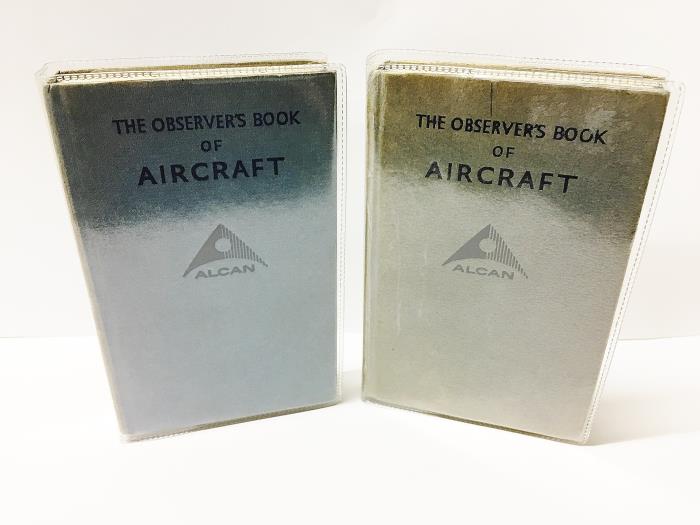 THE OBSERVER'S BOOK
OF
AIRCRAFT
ALCAN
THE OBSERVER'S BOOK
OF
AIRCRAFT
ALCAN